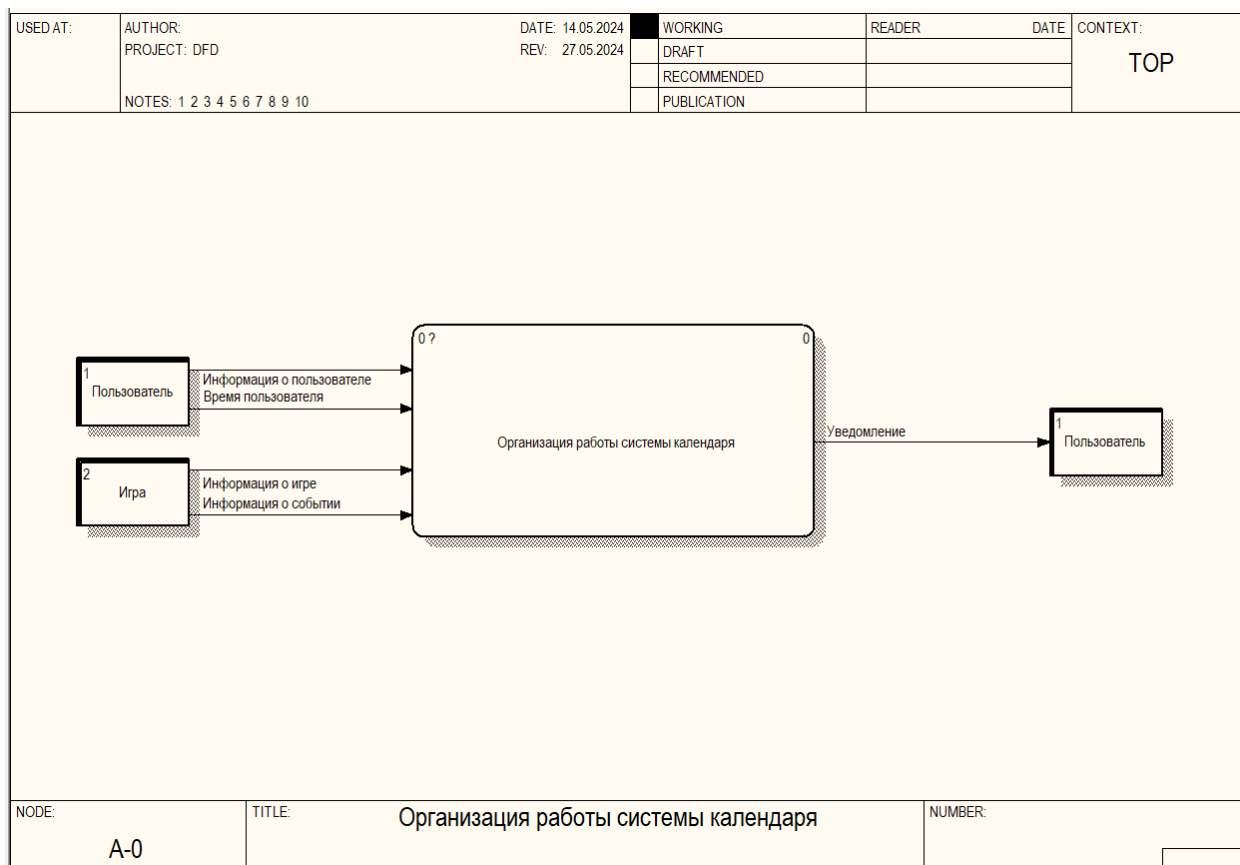 USED AT:
AUTHOR:
DATE: 14.05.2024
WORKING
READER
DATE
CONTEXT:
PROJECT: DFD
REV: 27.05.2024
DRAFT
TOP
RECOMMENDED
NOTES: 1 2 3 4 5 6 7 8 9 10
PUBLICATION
0 ?
0
1
Пользователь
Информация о пользователе
Время пользователя
2
Игра
Информация о игре
Информация о событии
Организация работы системы календаря
Уведомление
1
Пользователь
NODE:
A-0
TITLE:
Организация работы системы календаря
NUMBER: